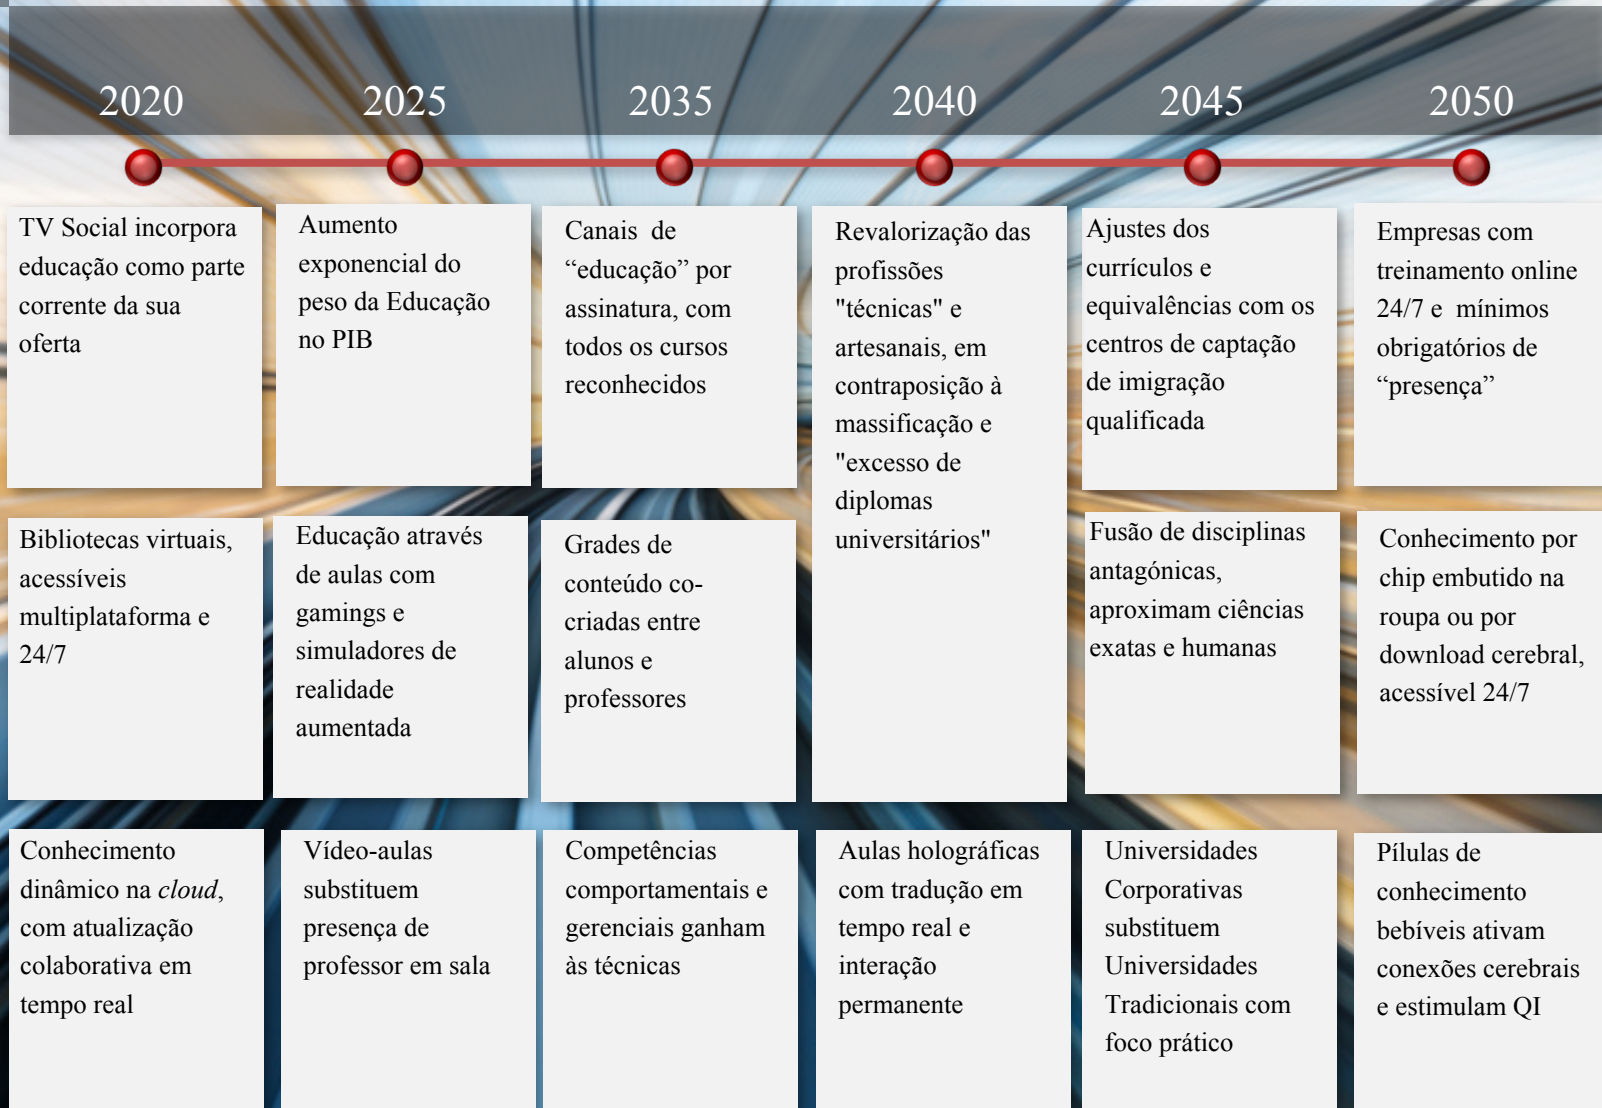 2020 2025 2035 2040 2045 2050
TV Social incorpora
educação como parte
corrente da sua
oferta
Aumento
exponencial do
peso da Educação
no PIB
Canais de
“educação” por
assinatura, com
todos os cursos
reconhecidos
Revalorização das
profissões
"técnicas" e
artesanais, em
contraposição à
massificação e
"excesso de
diplomas
universitários"
Ajustes dos
currículos e
equivalências com os
centros de captação
de imigração
qualificada
Empresas com
treinamento online
24/7 e mínimos
obrigatórios de
“presença”
Bibliotecas virtuais,
acessíveis
multiplataforma e
24/7
Educação através
de aulas com
gamings e
simuladores de
realidade
aumentada
Grades de
conteúdo co-
criadas entre
alunos e
professores
Fusão de disciplinas
antagónicas,
aproximam ciências
exatas e humanas
Conhecimento por
chip embutido na
roupa ou por
download cerebral,
acessível 24/7
Conhecimento
dinâmico na cloud,
com atualização
colaborativa em
tempo real
Vídeo-aulas
substituem
presença de
professor em sala
Competências
comportamentais e
gerenciais ganham
às técnicas
Aulas holográficas
com tradução em
tempo real e
interação
permanente
Universidades
Corporativas
substituem
Universidades
Tradicionais com
foco prático
Pílulas de
conhecimento
bebíveis ativam
conexões cerebrais
e estimulam QI